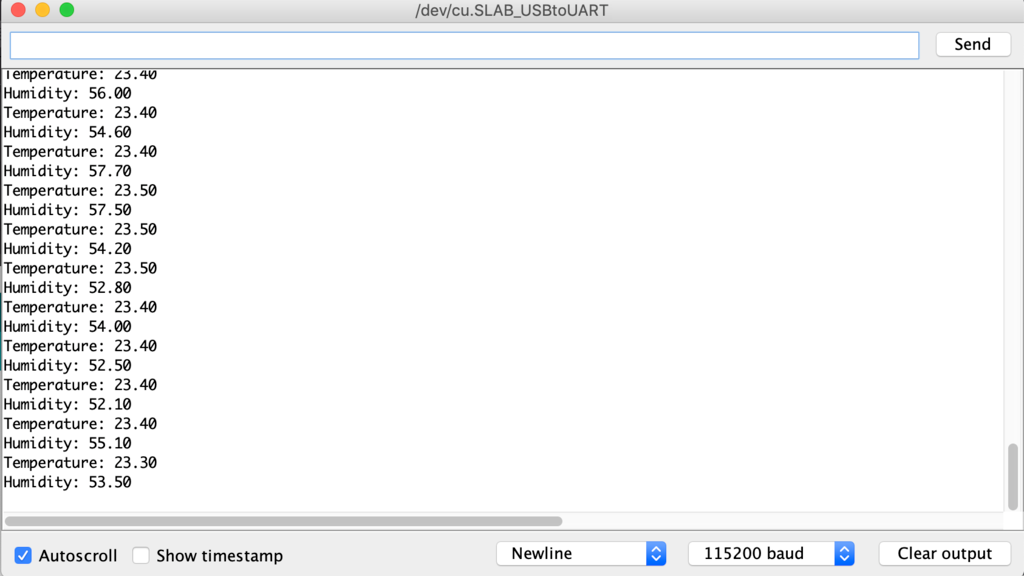 /dev/cu.SLAB_USBtoUART
Send
Temperature: 23.40
Humidity: 56.00
Temperature: 23.40
Humidity: 54.60
Temperature: 23.40
Humidity: 57.70
Temperature: 23.50
Humidity: 57.50
Temperature: 23.50
Humidity: 54.20
Temperature: 23.50
Humidity: 52.80
Temperature: 23.40
Humidity: 54.00
Temperature: 23.40
Humidity: 52.50
Temperature: 23.40
Humidity: 52.10
Temperature: 23.40
Humidity: 55.10
Temperature: 23.30
Humidity: 53.50
Autoscroll Show timestamp Newline 115200 baud Clear output